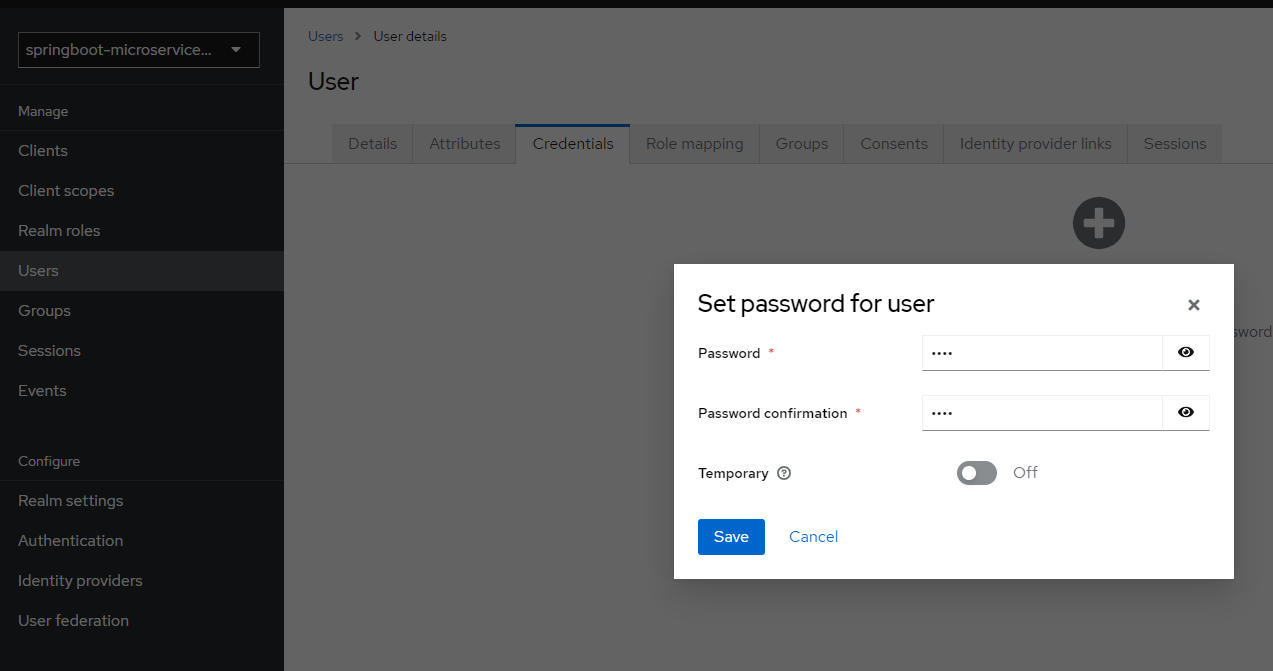 springboot-microservice...
Manage
Clients
Client scopes
Realm roles
Users
Groups
Sessions
Events
Configure
Realm settings
Authentication
Identity providers
User federation
Users > User details
User
Details Attributes Credentials Role mapping Groups Consents Identity provider links Sessions
sword
Set password for user
Password *
••••
Password confirmation *
••••
Temporary
Off
Save Cancel